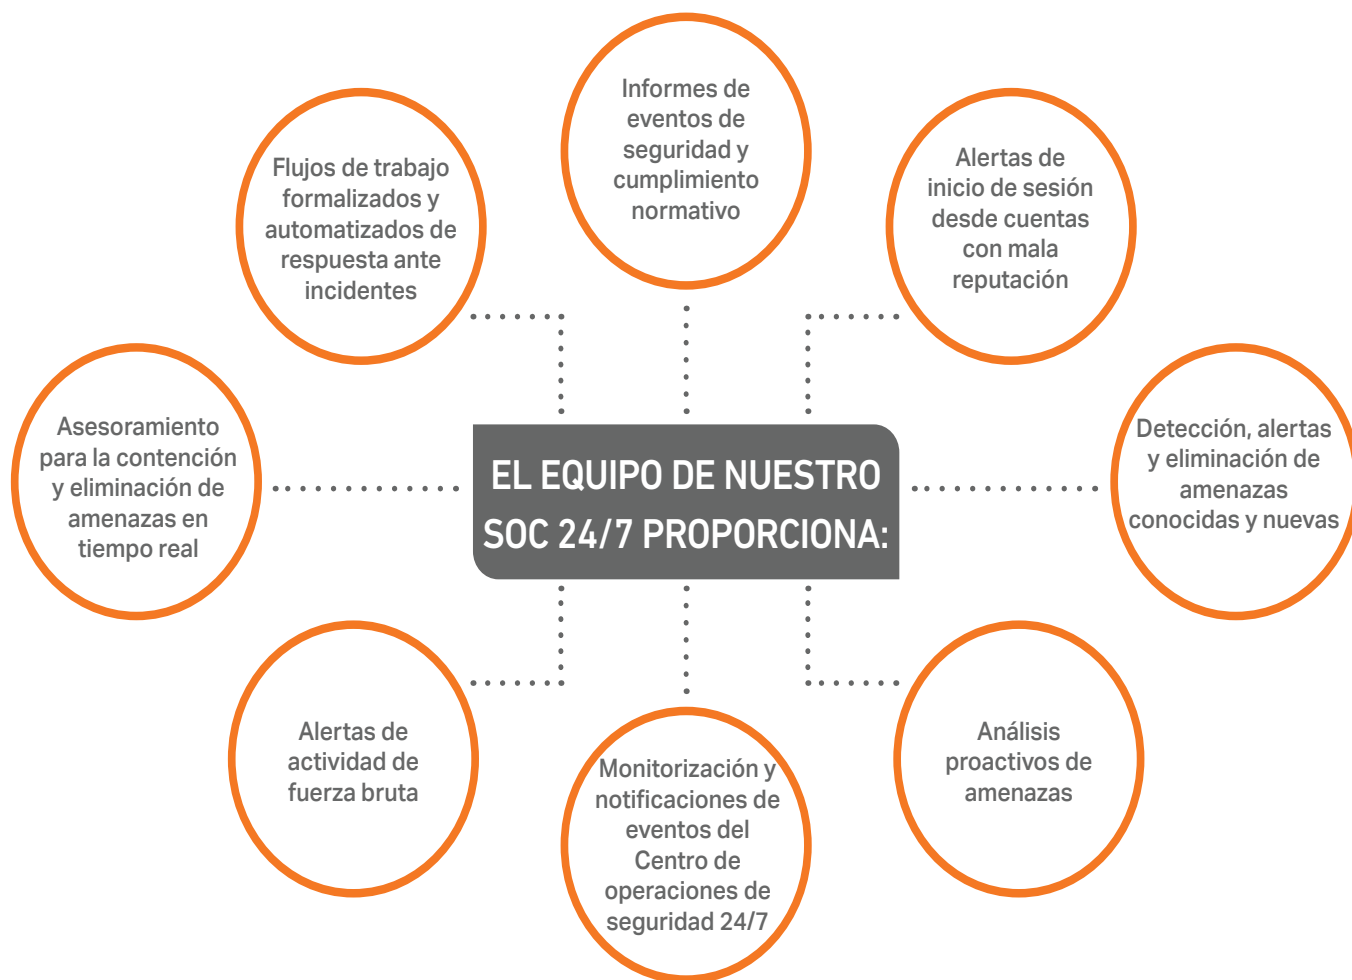 Informes de
eventos de
seguridad y
cumplimiento
normativo
Flujos de trabajo
formalizados y
automatizados de
respuesta ante
incidentes
Alertas de
inicio de sesión
desde cuentas
con mala
reputación
Asesoramiento
para la contención
y eliminación de
amenazas en
tiempo real
EL EQUIPO DE NUESTRO
SOC 24/7 PROPORCIONA:
Detección, alertas
y eliminación de
amenazas
conocidas y nuevas
Alertas de
actividad de
fuerza bruta
Monitorización y
notificaciones de
eventos del
Centro de
operaciones de
seguridad 24/7
Análisis
proactivos de
amenazas